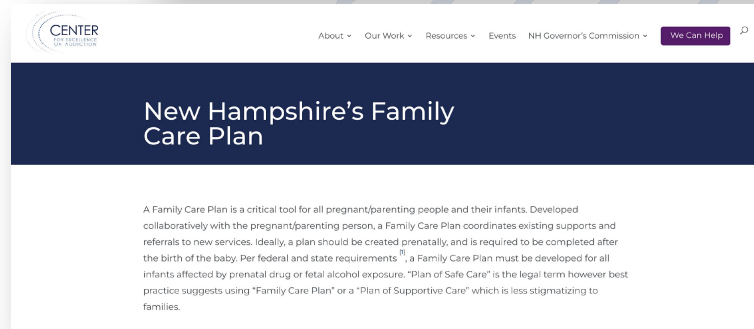 CENTER
FOR EXCELLENCE
ON ADDICTION
About
Our Work
Resources
Events
NH Governor's Commission
We Can Help
New Hampshire's Family
Care Plan
A Family Care Plan is a critical tool for all pregnant/parenting people and their infants. Developed
collaboratively with the pregnant/parenting person, a Family Care Plan coordinates existing supports and
referrals to new services. Ideally, a plan should be created prenatally, and is required to be completed after
the birth of the baby. Per federal and state requirements [1], a Family Care Plan must be developed for all
infants affected by prenatal drug or fetal alcohol exposure. “Plan of Safe Care” is the legal term however best
practice suggests using “Family Care Plan” or a “Plan of Supportive Care” which is less stigmatizing to
families.